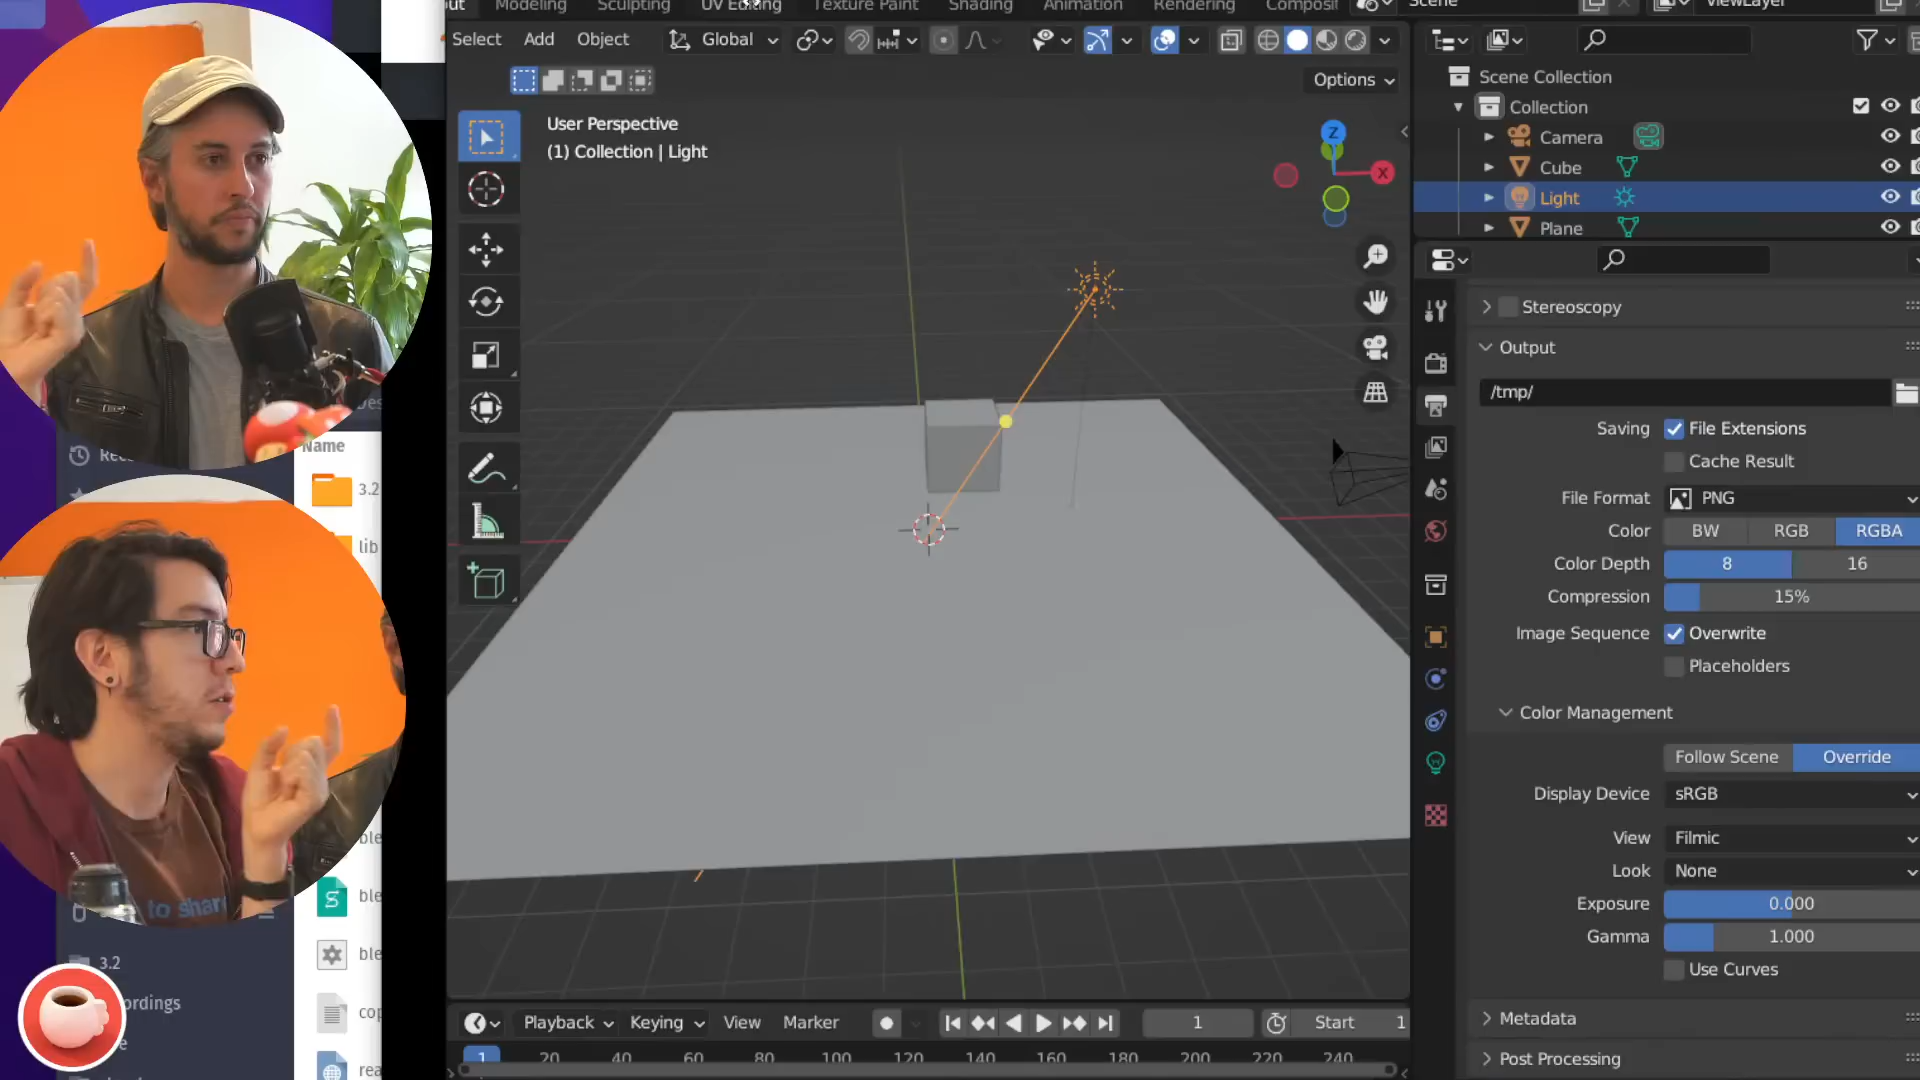 Modeling
Sculpting
UV Editing
Texture Paint
Shading
Animation
Rendering
Scene
ViewLayer
Select
Add
Object
Global
Options
User Perspective
(1) Collection | Light
Z
X
Scene Collection
Collection
Camera
Cube
Light
Plane
Stereoscopy
Output
/tmp/
Saving
File Extensions
Cache Result
File Format
PNG
Color
BW
RGB
RGBA
Color Depth
8
16
Compression
15%
Image Sequence
Overwrite
Placeholders
Color Management
Follow Scene
Override
Display Device
sRGB
View
Filmic
Look
None
Exposure
0.000
Gamma
1.000
Use Curves
Metadata
Post Processing
Name
3.2
lib
to share
3.2
Playback
Keying
View
Marker
1
Start
1
1
20
40
60
80
100
120
140
160
180
200
220
240